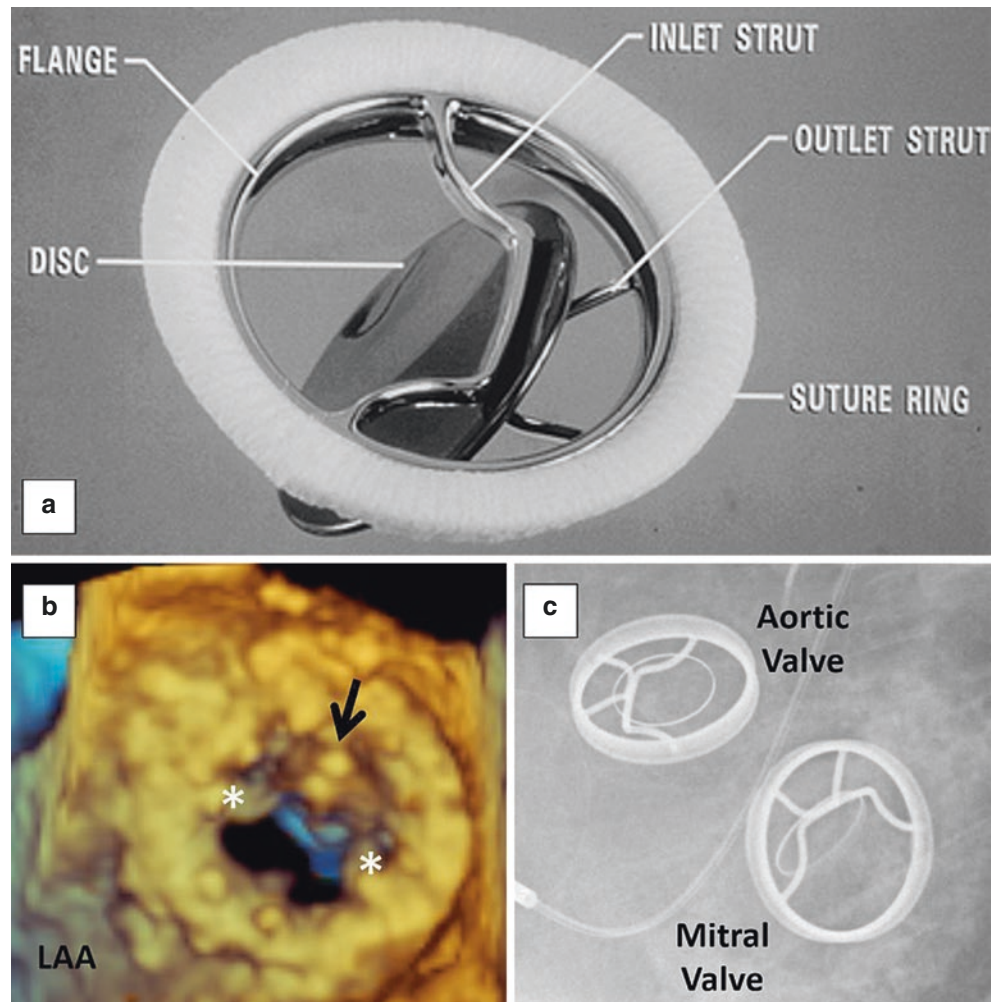 FLANGE
INLET STRUT
OUTLET STRUT
DISC
SUTURE RING
a
b
*
*
LAA
c
Aortic
Valve
Mitral
Valve